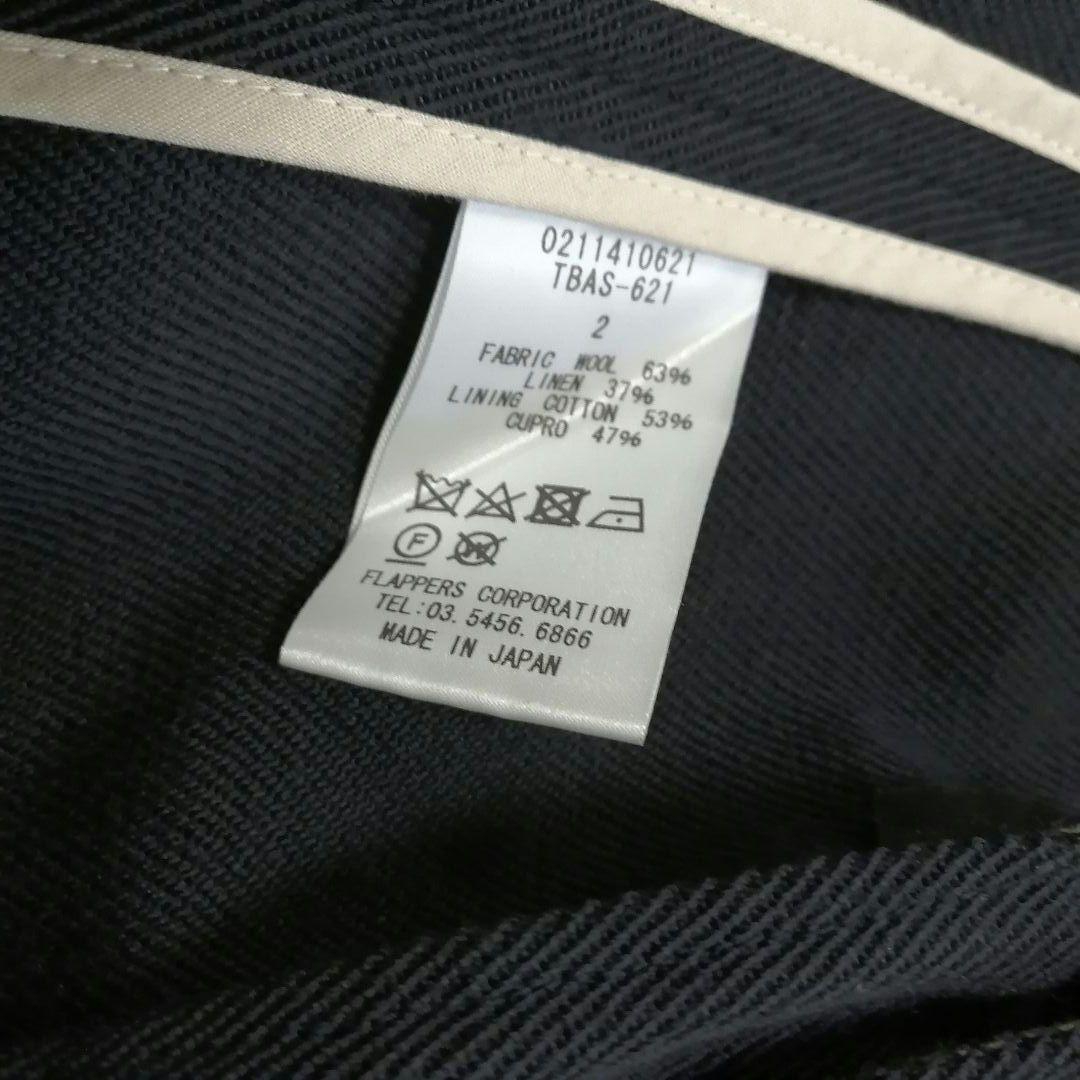 0211410621
TBAS-621
2
FABRIC WOOL 63%
LINEN 37%
LINING COTTON 53%
CUPRO 47%
F W
FLAPPERS CORPORATION
TEL:03.5456.6866
MADE IN JAPAN